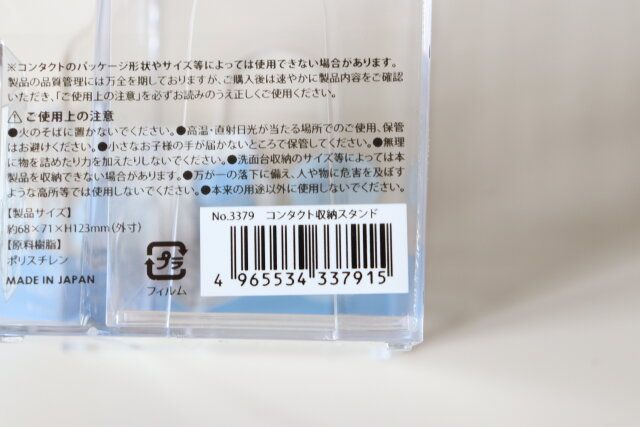 ※コンタクトのパッケージ形状やサイズ等によっては使用できない場合があります。
製品の品質管理には万全を期しておりますが、ご購入後は速やかに製品内容をご確認
いただき、「ご使用上の注意」を必ずお読みのうえ正しくご使用ください。
⚠ご使用上の注意
●火のそばに置かないでください。●高温・直射日光が当たる場所でのご使用、保管
はお避けください。●小さなお子様の手が届かないところで保管してください。●無理
に物を詰めたり力を加えたりしないでください。●洗面台収納のサイズ等によっては本
製品を収納できない場合があります。●万が一の落下に備え、人や物に危害を及ぼす
ような高所等では使用しないでください。●本来の用途以外に使用しないでください。
【製品サイズ】
約68×71×H123mm(外寸)
【原料樹脂】
ポリスチレン
MADE IN JAPAN
プラ
フィルム
No.3379 コンタクト収納スタンド
4 965534 337915